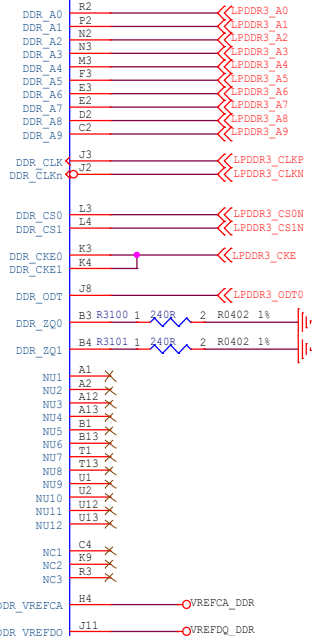 DDR_A0 R2 LPDDR3_A0
DDR_A1 P2 LPDDR3_A1
DDR_A2 N2 LPDDR3_A2
DDR_A3 N3 LPDDR3_A3
DDR_A4 M3 LPDDR3_A4
DDR_A5 F3 LPDDR3_A5
DDR_A6 E3 LPDDR3_A6
DDR_A7 E2 LPDDR3_A7
DDR_A8 D2 LPDDR3_A8
DDR_A9 C2 LPDDR3_A9
DDR_CLK J3 LPDDR3_CLKP
DDR_CLKn J2 LPDDR3_CLKN
DDR_CS0 L3 LPDDR3_CS0N
DDR_CS1 L4 LPDDR3_CS1N
DDR_CKE0 K3 LPDDR3_CKE
DDR_CKE1 K4
DDR_ODT J8 LPDDR3_ODT0
DDR_ZQ0 B3 R3100 1 240R 2 R0402 1%
DDR_ZQ1 B4 R3101 1 240R 2 R0402 1%
NU1 A1
NU2 A2
NU3 A12
NU4 A13
NU5 B1
NU6 B13
NU7 T1
NU8 T13
NU9 U1
NU10 U2
NU11 U12
NU12 U13
NC1 C4
NC2 K9
NC3 R3
DDR_VREFCA H4 VREFCA_DDR
DDR_VREFDQ J11 VREFDQ_DDR